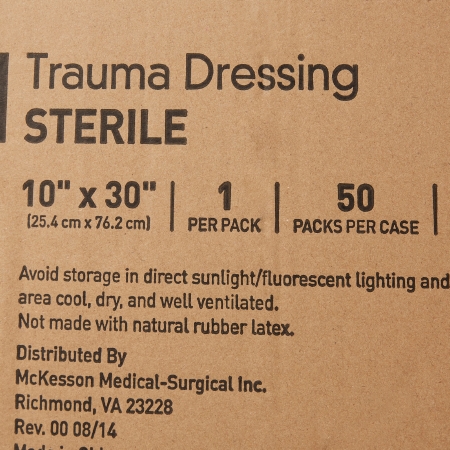 Trauma Dressing
STERILE
10" x 30" | 1 | 50 |
(25.4 cm x 76.2 cm) PER PACK PACKS PER CASE
Avoid storage in direct sunlight/fluorescent lighting and
area cool, dry, and well ventilated.
Not made with natural rubber latex.
Distributed By
McKesson Medical-Surgical Inc.
Richmond, VA 23228
Rev. 00 08/14
Made in